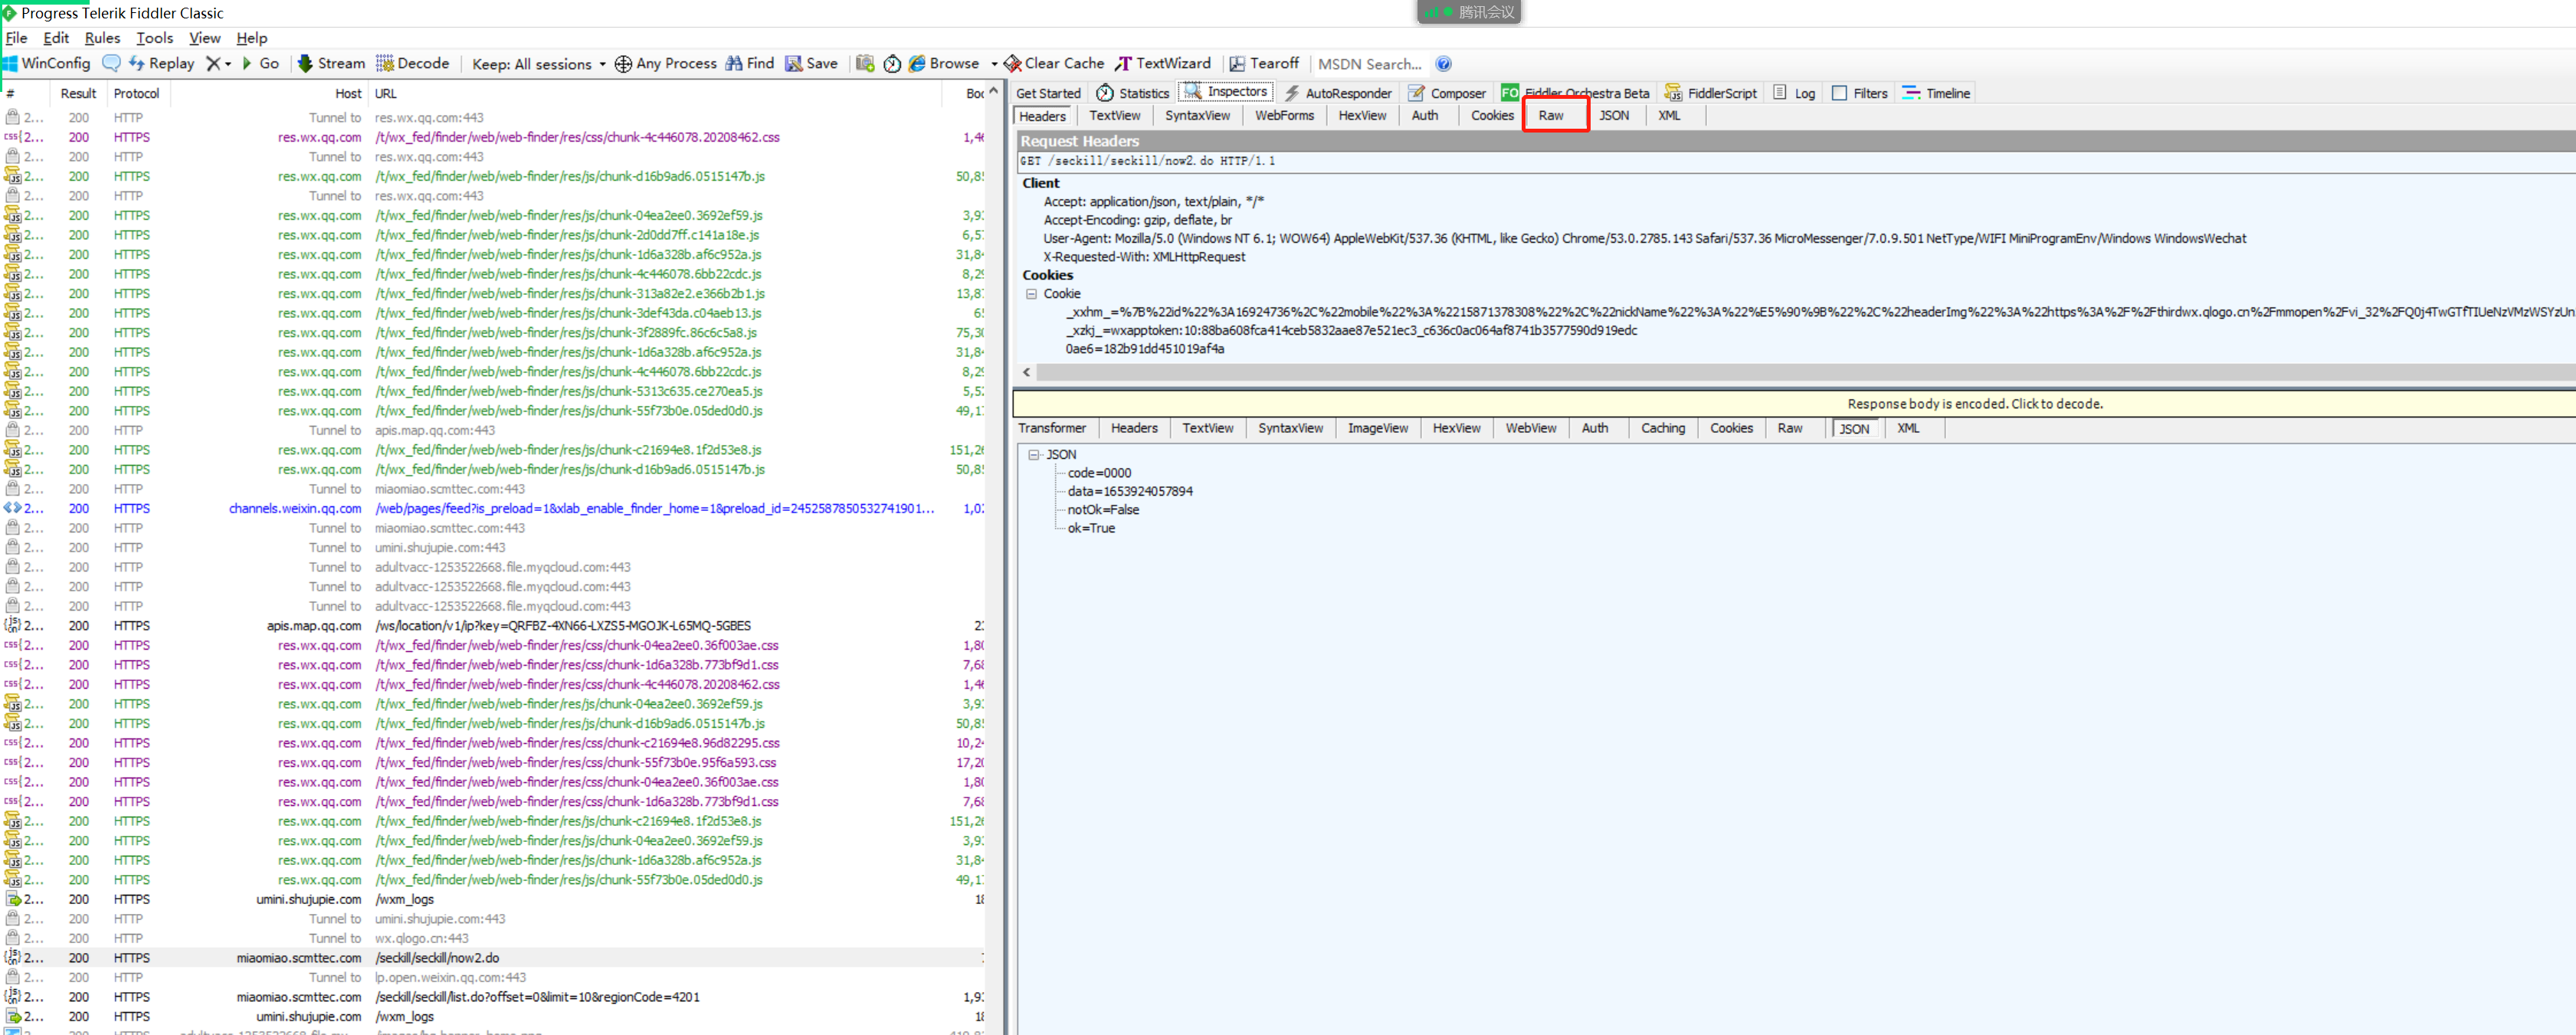 Progress Telerik Fiddler Classic
腾讯会议
File Edit Rules Tools View Help
WinConfig Replay Go Stream Decode Keep: All sessions Any Process Find Save Browse Clear Cache TextWizard Tearoff MSDN Search...
# Result Protocol Host URL
2... 200 HTTP Tunnel to res.wx.qq.com:443
2... 200 HTTPS res.wx.qq.com /t/wx_fed/finder/web/web-finder/res/css/chunk-4c446078.20208462.css 1,46
2... 200 HTTP Tunnel to res.wx.qq.com:443
2... 200 HTTPS res.wx.qq.com /t/wx_fed/finder/web/web-finder/res/js/chunk-d16b9ad6.0515147b.js 50,85
2... 200 HTTP Tunnel to res.wx.qq.com:443
2... 200 HTTPS res.wx.qq.com /t/wx_fed/finder/web/web-finder/res/js/chunk-04ea2ee0.3692ef59.js 3,93
2... 200 HTTPS res.wx.qq.com /t/wx_fed/finder/web/web-finder/res/js/chunk-2d0dd7ff.c141a18e.js 6,57
2... 200 HTTPS res.wx.qq.com /t/wx_fed/finder/web/web-finder/res/js/chunk-1d6a328b.af6c952a.js 31,84
2... 200 HTTPS res.wx.qq.com /t/wx_fed/finder/web/web-finder/res/js/chunk-4c446078.6bb22cdc.js 8,29
2... 200 HTTPS res.wx.qq.com /t/wx_fed/finder/web/web-finder/res/js/chunk-313a82e2.e366b2b1.js 13,87
2... 200 HTTPS res.wx.qq.com /t/wx_fed/finder/web/web-finder/res/js/chunk-3def43da.c04aeb13.js 65
2... 200 HTTPS res.wx.qq.com /t/wx_fed/finder/web/web-finder/res/js/chunk-3f2889fc.86c6c5a8.js 75,30
2... 200 HTTPS res.wx.qq.com /t/wx_fed/finder/web/web-finder/res/js/chunk-1d6a328b.af6c952a.js 31,84
2... 200 HTTPS res.wx.qq.com /t/wx_fed/finder/web/web-finder/res/js/chunk-4c446078.6bb22cdc.js 8,29
2... 200 HTTPS res.wx.qq.com /t/wx_fed/finder/web/web-finder/res/js/chunk-5313c635.ce270ea5.js 5,52
2... 200 HTTPS res.wx.qq.com /t/wx_fed/finder/web/web-finder/res/js/chunk-55f73b0e.05ded0d0.js 49,17
2... 200 HTTP Tunnel to apis.map.qq.com:443
2... 200 HTTPS res.wx.qq.com /t/wx_fed/finder/web/web-finder/res/js/chunk-c21694e8.1f2d53e8.js 151,26
2... 200 HTTPS res.wx.qq.com /t/wx_fed/finder/web/web-finder/res/js/chunk-d16b9ad6.0515147b.js 50,85
2... 200 HTTP Tunnel to miaomiao.scmttec.com:443
2... 200 HTTPS channels.weixin.qq.com /web/pages/feed?is_preload=1&xlab_enable_finder_home=1&preload_id=2452587850532741901... 1,02
2... 200 HTTP Tunnel to miaomiao.scmttec.com:443
2... 200 HTTP Tunnel to umini.shujupie.com:443
2... 200 HTTP Tunnel to adultvacc-1253522668.file.myqcloud.com:443
2... 200 HTTP Tunnel to adultvacc-1253522668.file.myqcloud.com:443
2... 200 HTTP Tunnel to adultvacc-1253522668.file.myqcloud.com:443
2... 200 HTTPS apis.map.qq.com /ws/location/v1/ip?key=QRFBZ-4XN66-LXZS5-MGOJK-L65MQ-5GBES
2... 200 HTTPS res.wx.qq.com /t/wx_fed/finder/web/web-finder/res/css/chunk-04ea2ee0.36f003ae.css 1,80
2... 200 HTTPS res.wx.qq.com /t/wx_fed/finder/web/web-finder/res/css/chunk-1d6a328b.773bf9d1.css 7,68
2... 200 HTTPS res.wx.qq.com /t/wx_fed/finder/web/web-finder/res/css/chunk-4c446078.20208462.css 1,46
2... 200 HTTPS res.wx.qq.com /t/wx_fed/finder/web/web-finder/res/js/chunk-04ea2ee0.3692ef59.js 3,93
2... 200 HTTPS res.wx.qq.com /t/wx_fed/finder/web/web-finder/res/js/chunk-d16b9ad6.0515147b.js 50,85
2... 200 HTTPS res.wx.qq.com /t/wx_fed/finder/web/web-finder/res/css/chunk-c21694e8.96d82295.css 10,24
2... 200 HTTPS res.wx.qq.com /t/wx_fed/finder/web/web-finder/res/css/chunk-55f73b0e.95f6a593.css 17,20
2... 200 HTTPS res.wx.qq.com /t/wx_fed/finder/web/web-finder/res/css/chunk-04ea2ee0.36f003ae.css 1,80
2... 200 HTTPS res.wx.qq.com /t/wx_fed/finder/web/web-finder/res/css/chunk-1d6a328b.773bf9d1.css 7,68
2... 200 HTTPS res.wx.qq.com /t/wx_fed/finder/web/web-finder/res/js/chunk-c21694e8.1f2d53e8.js 151,26
2... 200 HTTPS res.wx.qq.com /t/wx_fed/finder/web/web-finder/res/js/chunk-04ea2ee0.3692ef59.js 3,93
2... 200 HTTPS res.wx.qq.com /t/wx_fed/finder/web/web-finder/res/js/chunk-1d6a328b.af6c952a.js 31,84
2... 200 HTTPS res.wx.qq.com /t/wx_fed/finder/web/web-finder/res/js/chunk-55f73b0e.05ded0d0.js 49,17
2... 200 HTTPS umini.shujupie.com /wxm_logs 18
2... 200 HTTP Tunnel to umini.shujupie.com:443
2... 200 HTTP Tunnel to wx.qlogo.cn:443
2... 200 HTTPS miaomiao.scmttec.com /seckill/seckill/now2.do
2... 200 HTTP Tunnel to lp.open.weixin.qq.com:443
2... 200 HTTPS miaomiao.scmttec.com /seckill/seckill/list.do?offset=0&limit=10&regionCode=4201 1,93
2... 200 HTTPS umini.shujupie.com /wxm_logs 18
Get Started Statistics Inspectors AutoResponder Composer FO Fiddler Orchestra Beta FiddlerScript Log Filters Timeline
Headers TextView SyntaxView WebForms HexView Auth Cookies Raw JSON XML
Request Headers
GET /seckill/seckill/now2.do HTTP/1.1
Client
Accept: application/json, text/plain, */*
Accept-Encoding: gzip, deflate, br
User-Agent: Mozilla/5.0 (Windows NT 6.1; WOW64) AppleWebKit/537.36 (KHTML, like Gecko) Chrome/53.0.2785.143 Safari/537.36 MicroMessenger/7.0.9.501 NetType/WIFI MiniProgramEnv/Windows WindowsWechat
X-Requested-With: XMLHttpRequest
Cookies
Cookie
_xxhm_=%7B%22id%22%3A16924736%2C%22mobile%22%3A%2215871378308%22%2C%22nickName%22%3A%22%E5%90%9B%22%2C%22headerImg%22%3A%22https%3A%2F%2Fthirdwx.qlogo.cn%2Fmmopen%2Fvi_32%2FQ0j4TwGTfTIUeNzVMzWSYzUn
_xzkj_=wxapptoken:10:88ba608fca414ceb5832aae87e521ec3_c636c0ac064af8741b3577590d919edc
0ae6=182b91dd451019af4a
Response body is encoded. Click to decode.
Transformer Headers TextView SyntaxView ImageView HexView WebView Auth Caching Cookies Raw JSON XML
JSON
code=0000
data=1653924057894
notOk=False
ok=True